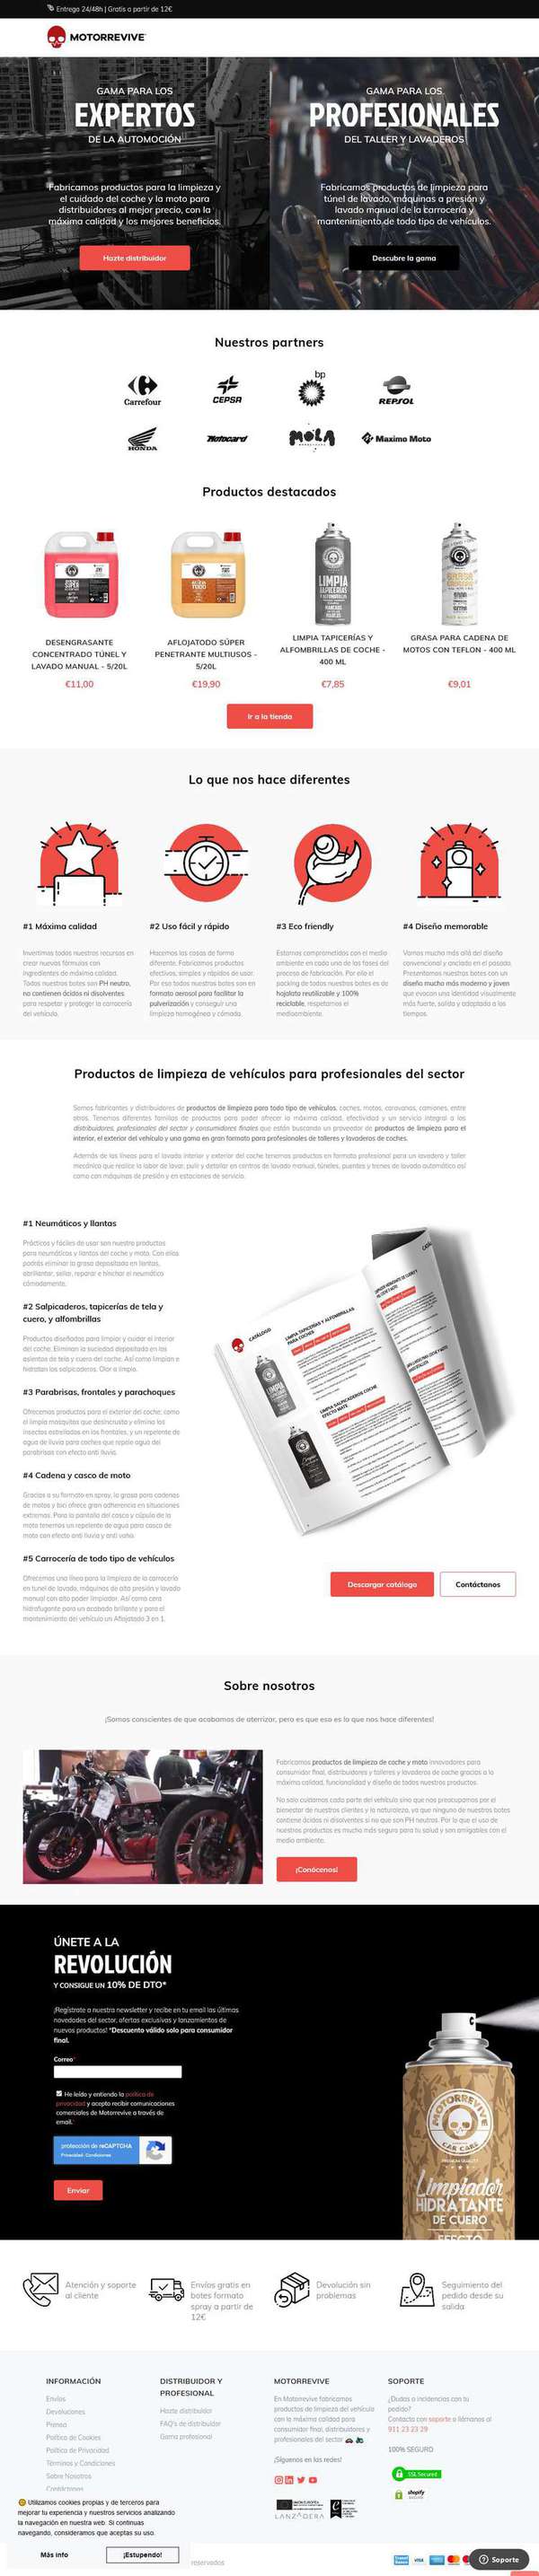 Entrega 24/48h | Gratis a partir de 12€
MOTORREVIVE
GAMA PARA LOS
EXPERTOS
DE LA AUTOMOCIÓN
Fabricamos productos para la limpieza y
el cuidado del coche y la moto para
distribuidores al mejor precio, con la
máxima calidad y los mejores beneficios.
Hazte distribuidor
GAMA PARA LOS
PROFESIONALES
DEL TALLER Y LAVADEROS
Fabricamos productos de limpieza para
túnel de lavado, máquinas a presión y
lavado manual de la carrocería y
mantenimiento de todo tipo de vehículos.
Descubre la gama
Nuestros partners
Carrefour
CEPSA
bp
REPSOL
HONDA
Motocard
MOLA
Maximo Moto
Productos destacados
DESENGRASANTE
CONCENTRADO TÚNEL Y
LAVADO MANUAL - 5/20L
€11,00
AFLOJATODO SÚPER
PENETRANTE MULTIUSOS -
5/20L
€19,90
LIMPIA TAPICERÍAS Y
ALFOMBRILLAS DE COCHE -
400 ML
€7,85
GRASA PARA CADENA DE
MOTOS CON TEFLON - 400 ML
€9,01
Ir a la tienda
Lo que nos hace diferentes
#1 Máxima calidad
Invertimos todos nuestros recursos en
crear nuevas fórmulas con
ingredientes de máxima calidad.
Todos nuestros botes son PH neutro,
no contienen ácidos ni disolventes
para respetar y proteger la carrocería
del vehículo.
#2 Uso fácil y rápido
Hacemos las cosas de forma
diferente. Fabricamos productos
efectivos, simples y rápidos de usar.
Por eso todos nuestros botes son en
formato aerosol para facilitar la
pulverización y conseguir una
limpieza homogénea y cómoda.
#3 Eco friendly
Estamos comprometidos con el medio
ambiente en cada una de las fases del
proceso de fabricación. Por ello el
packing de todos nuestros botes es de
hojalata reutilizable y 100%
reciclable, respetamos el
medioambiente.
#4 Diseño memorable
Vamos mucho más allá del diseño
convencional y anclado en el pasado.
Presentamos nuestros botes con un
diseño mucho más moderno y joven
que evocan una identidad visualmente
más fuerte, sólida y adaptada a los
tiempos.
Productos de limpieza de vehículos para profesionales del sector
Somos fabricantes y distribuidores de productos de limpieza para todo tipo de vehículos, coches, motos, caravanas, camiones, entre
otros. Tenemos diferentes familias de productos para poder ofrecer la máxima calidad, efectividad y un servicio integral a los
distribuidores, profesionales del sector y consumidores finales que están buscando un proveedor de productos de limpieza para el
interior, el exterior del vehículo y una gama en gran formato para profesionales de talleres y lavaderos de coches.
Además de las líneas para el lavado interior y exterior del coche tenemos productos en formato profesional para un lavadero y taller
mecánico que realice la labor de lavar, pulir y detallar en centros de lavado manual, túneles, puentes y trenes de lavado automático así
como con máquinas de presión y en estaciones de servicio.
#1 Neumáticos y llantas
Prácticos y fáciles de usar son nuestro productos
para neumáticos y llantas del coche y moto. Con ellos
podrás eliminar la grasa depositada en llantas,
abrillantar, sellar, reparar e hinchar el neumático
cómodamente.
#2 Salpicaderos, tapicerías de tela y
cuero, y alfombrillas
Productos diseñados para limpiar y cuidar el interior
del coche. Eliminan la suciedad depositada en los
asientos de tela y cuero del coche. Así como limpian e
hidratan los salpicaderos. Olor a limpio.
#3 Parabrisas, frontales y parachoques
Ofrecemos productos para el exterior del coche, como
el limpia mosquitos que desincrusta y elimina los
insectos estrellados en los frontales, y un repelente de
agua de lluvia para coches que repele agua del
parabrisas con efecto anti lluvia.
#4 Cadena y casco de moto
Gracias a su formato en spray, la grasa para cadenas
de motos y bici ofrece gran adherencia en situaciones
extremas. Para la pantalla del casco y cúpula de la
moto tenemos un repelente de agua para casco de
moto con efecto anti lluvia y anti vaho.
#5 Carrocería de todo tipo de vehículos
Ofrecemos una línea para la limpieza de la carrocería
en túnel de lavado, máquinas de alta presión y lavado
manual con alto poder limpiador. Así como cera
hidrofugante para un acabado brillante y para el
mantenimiento del vehículo un Aflojatodo 3 en 1.
CATÁLOGO
LIMPIA TAPICERÍAS Y ALFOMBRILLAS
PARA COCHES
LIMPIA SALPICADEROS COCHE
EFECTO MATE
Descargar catálogo
Contáctanos
Sobre nosotros
¡Somos conscientes de que acabamos de aterrizar, pero es que eso es lo que nos hace diferentes!
Fabricamos productos de limpieza de coche y moto innovadores para
consumidor final, distribuidores y talleres y lavaderos de coche gracias a la
máxima calidad, funcionalidad y diseño de todos nuestros productos.
No solo cuidamos cada parte del vehículo sino que nos preocupamos por el
bienestar de nuestros clientes y la naturaleza, ya que ninguno de nuestros botes
contiene ácidos ni disolventes si no que son PH neutros. Por lo que el uso de
nuestros productos es mucho más seguro para tu salud y son amigables con el
medio ambiente.
¡Conócenos!
ÚNETE A LA
REVOLUCIÓN
Y CONSIGUE UN 10% DE DTO*
¡Regístrate a nuestra newsletter y recibe en tu email las últimas
novedades del sector, ofertas exclusivas y lanzamientos de
nuevos productos! *Descuento válido solo para consumidor
final.
Correo*
He leído y entiendo la política de
privacidad y acepto recibir comunicaciones
comerciales de Motorrevive a través de
email.*
protección de reCAPTCHA
Privacidad Condiciones
Enviar
MOTORREVIVE
CAR CARE
Limpiador
HIDRATANTE
DE CUERO
EFECTO
Atención y soporte
al cliente
Envíos gratis en
botes formato
spray a partir de
12€
Devolución sin
problemas
Seguimiento del
pedido desde su
salida
INFORMACIÓN
Envíos
Devoluciones
Prensa
Política de Cookies
Política de Privacidad
Términos y Condiciones
Sobre Nosotros
Contáctanos
DISTRIBUIDOR Y
PROFESIONAL
Hazte distribuidor
FAQ's de distribuidor
Gama profesional
MOTORREVIVE
En Motorrevive fabricamos
productos de limpieza del vehículo
con la máxima calidad para
consumidor final, distribuidores y
profesionales del sector
¡Síguenos en las redes!
LANZADERA
SOPORTE
¿Dudas o incidencias con tu
pedido?
Contacta con soporte o llámanos al
911 23 23 29
100% SEGURO
SSL Secured
shopify
SECURE
Utilizamos cookies propias y de terceros para
mejorar tu experiencia y nuestros servicios analizando
la navegación en nuestra web. Si continuas
navegando, consideramos que aceptas su uso.
Más info
¡Estupendo!
reservados
VISA
Soporte